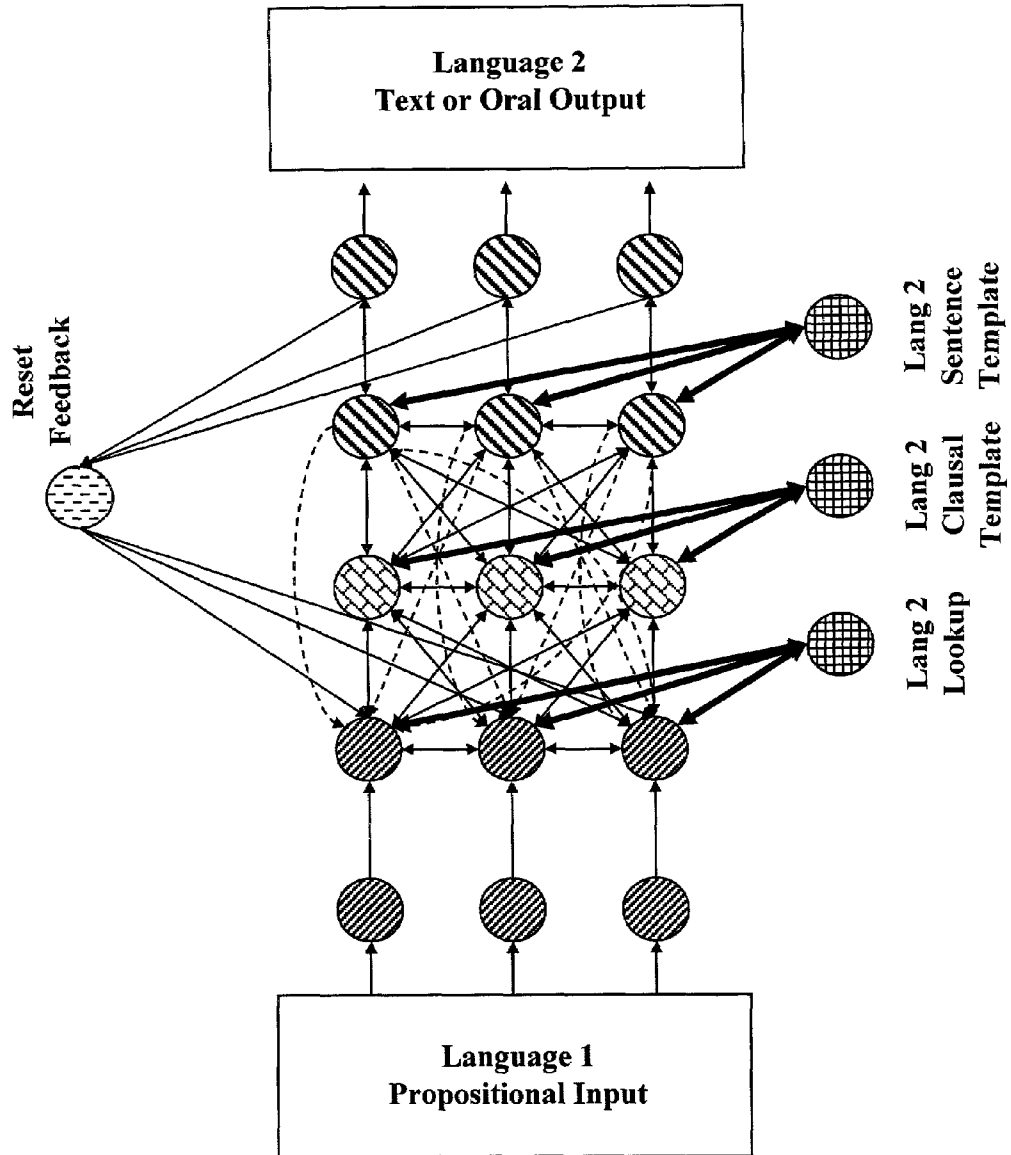 Language 2
Text or Oral Output
Reset
Feedback
Lang 2
Sentence
Template
Lang 2
Clausal
Template
Lang 2
Lookup
Language 1
Propositional Input